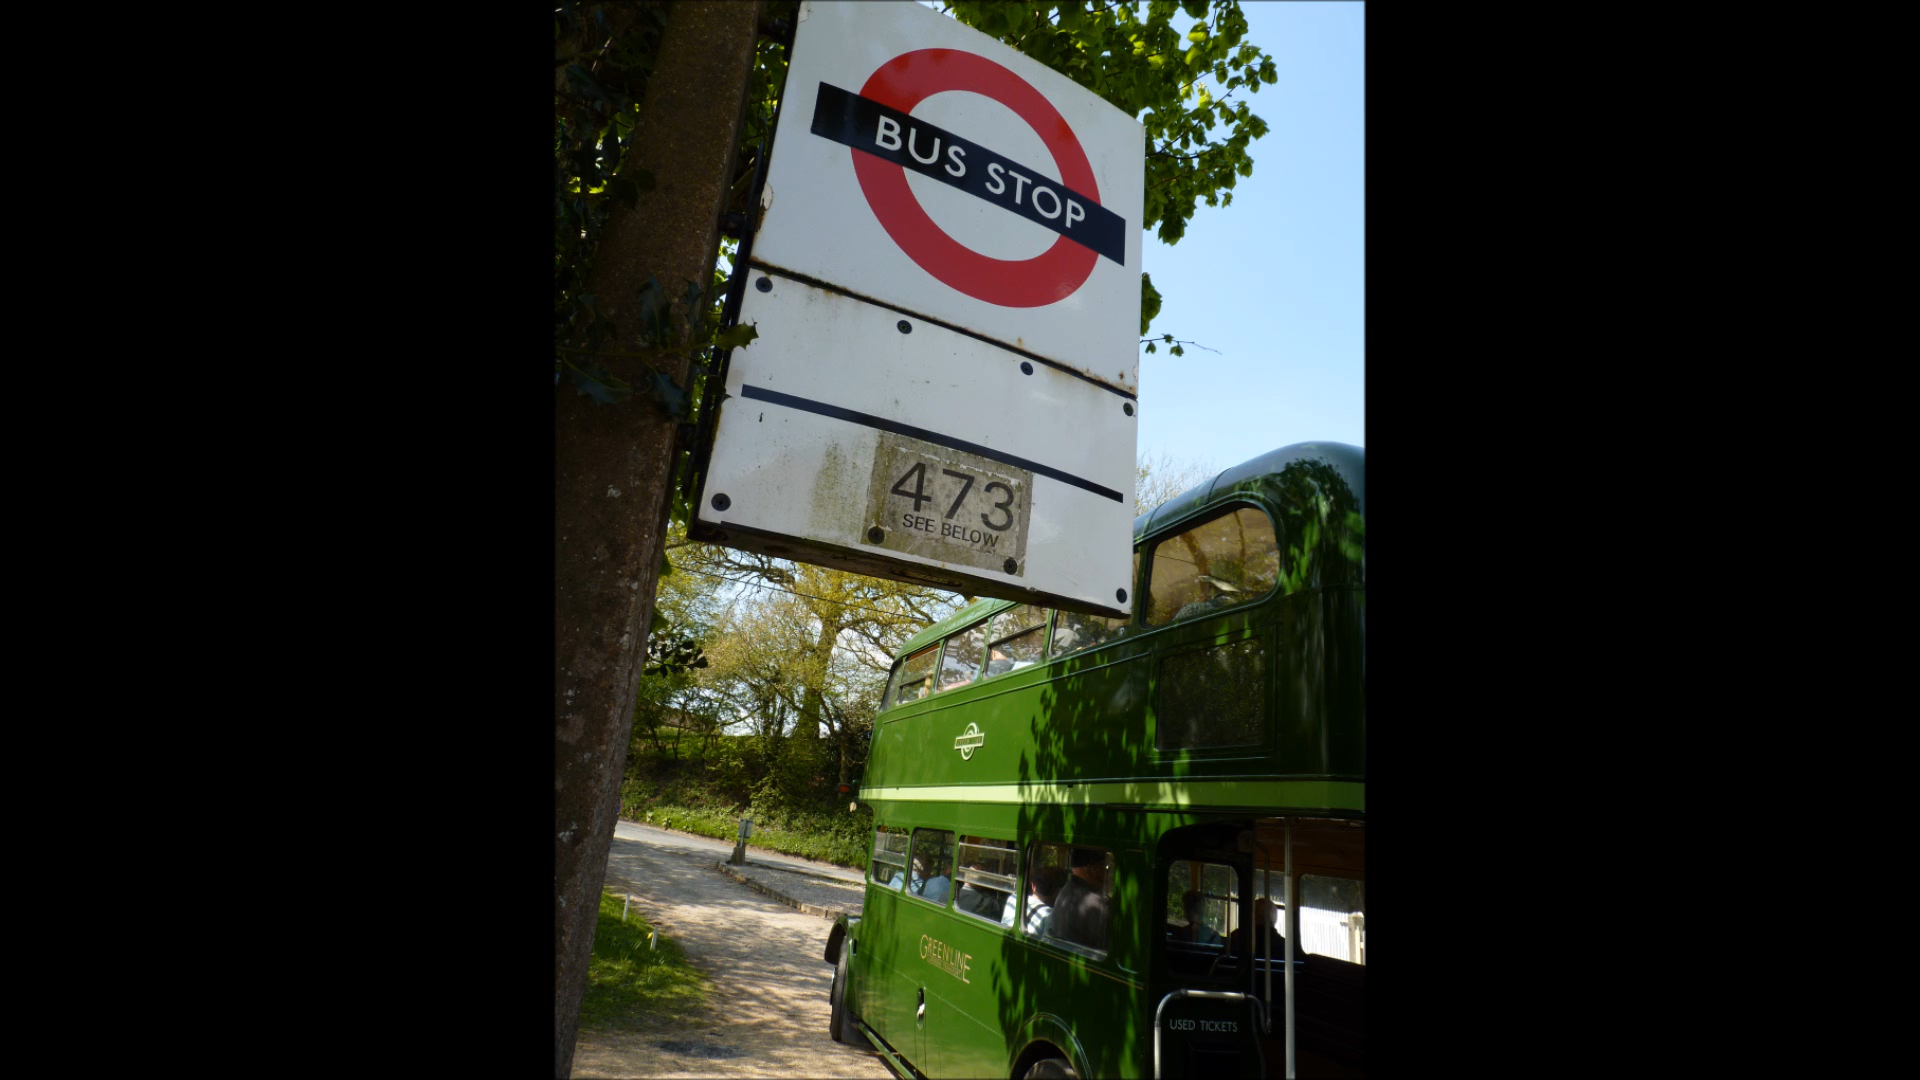 BUS STOP
473
SEE BELOW
GREEN LINE
USED TICKETS